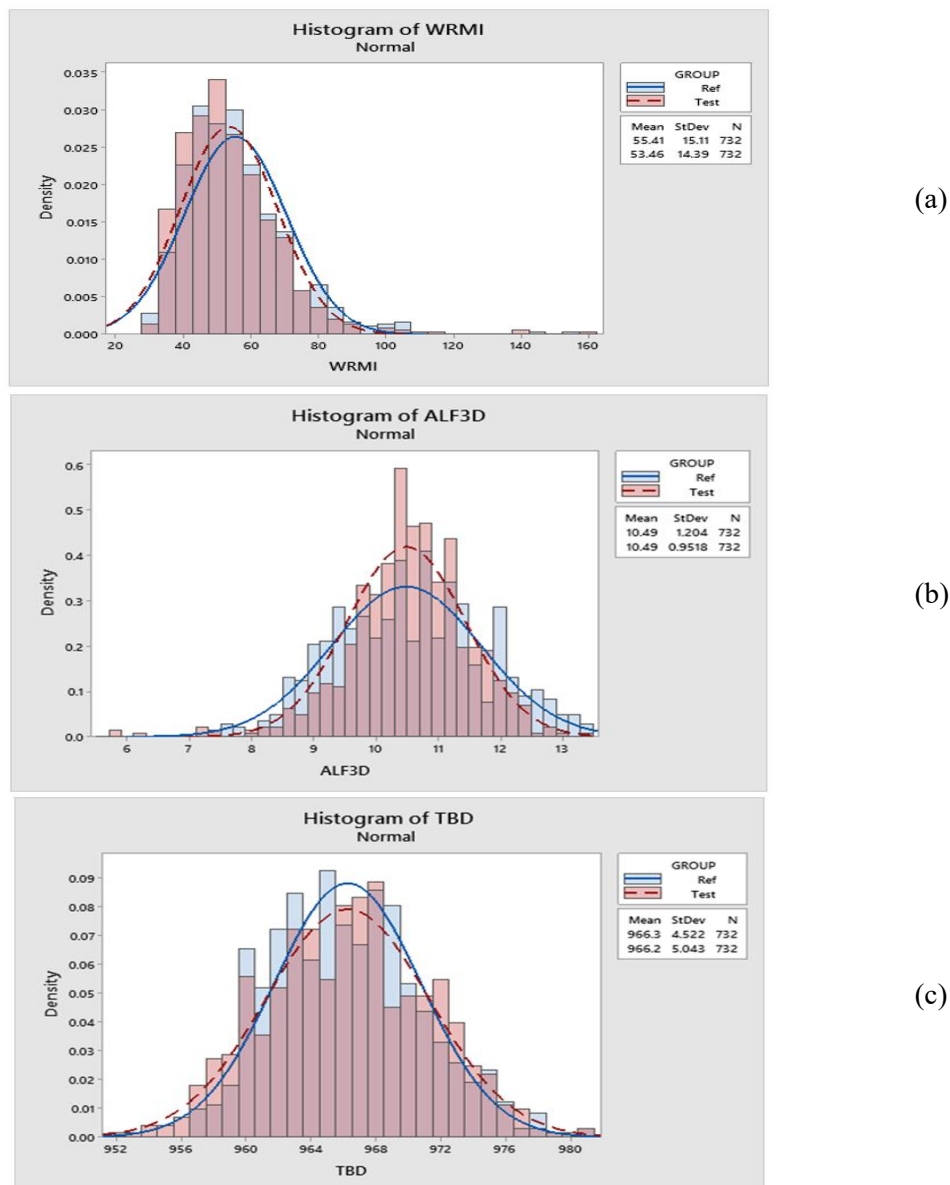 Histogram of WRMI
Normal
0.035
0.030
0.025
0.020
0.015
0.010
0.005
0.000
Density
20 40 60 80 100 120 140 160
WRMI
GROUP
Ref
Test
Mean StDev N
55.41 15.11 732
53.46 14.39 732
(a)
Histogram of ALF3D
Normal
0.6
0.5
0.4
0.3
0.2
0.1
0.0
Density
6 7 8 9 10 11 12 13
ALF3D
GROUP
Ref
Test
Mean StDev N
10.49 1.204 732
10.49 0.9518 732
(b)
Histogram of TBD
Normal
0.09
0.08
0.07
0.06
0.05
0.04
0.03
0.02
0.01
0.00
Density
952 956 960 964 968 972 976 980
TBD
GROUP
Ref
Test
Mean StDev N
966.3 4.522 732
966.2 5.043 732
(c)